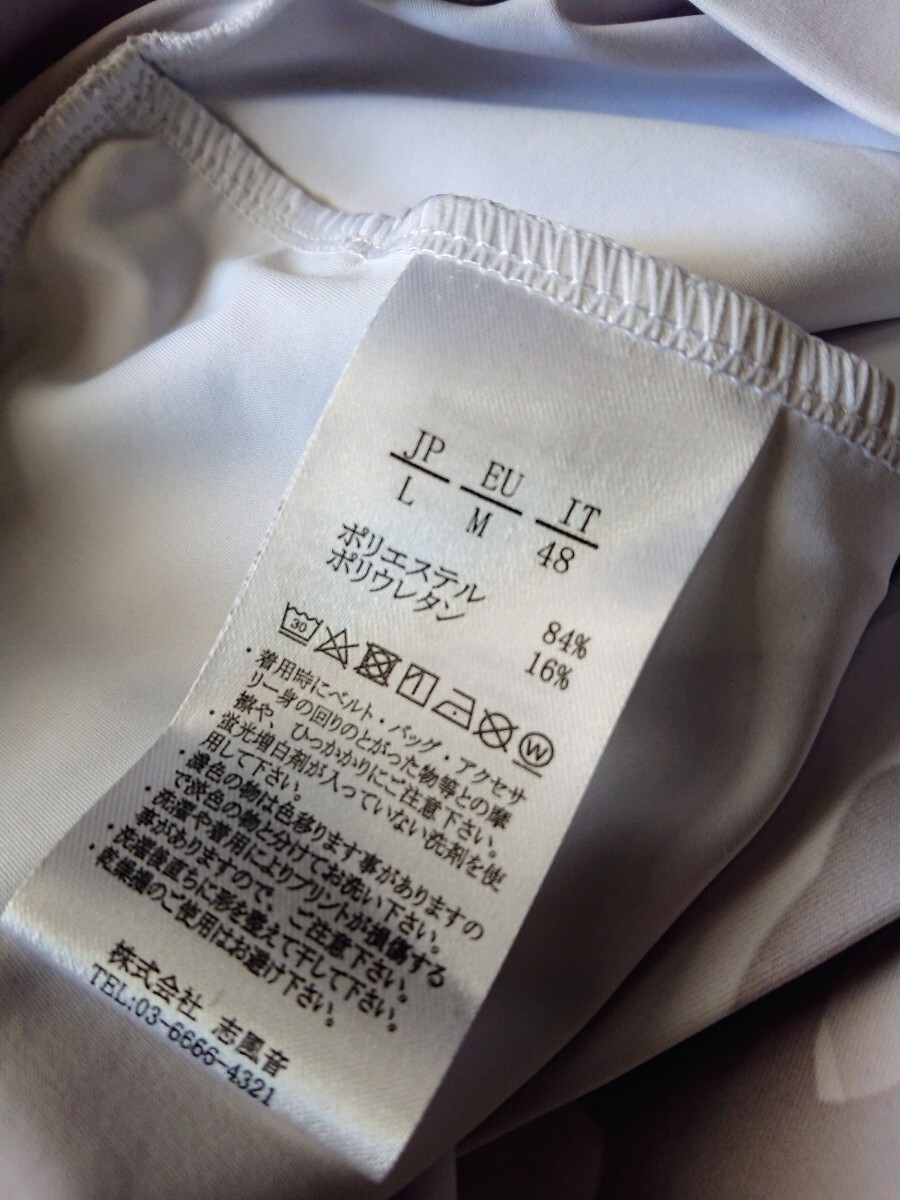 JP EU IT
L M 48
ポリエステル 84%
ポリウレタン 16%
30 W
・着用時にベルト・バッグ・アクセサ
リー身の回りのとがった物等との摩
擦や、ひっかかりにご注意下さい。
・蛍光増白剤が入っていない洗剤を使
用して下さい。
・濃色の物は色移りします事がありますの
で淡色の物と分けてお洗い下さい。
・洗濯や着用によりプリントが損傷する
事がありますので、ご注意下さい。
・洗濯後直ちに形を整えて干して下さい。
・乾燥機のご使用はお避け下さい。
株式会社 志風音
TEL:03-6666-4321